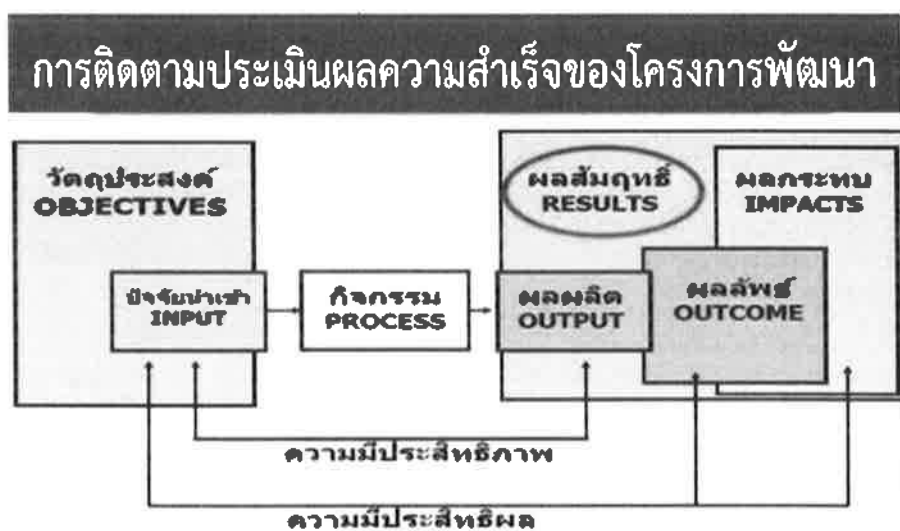 การติดตามประเมินผลความสำเร็จของโครงการพัฒนา
วัตถุประสงค์
OBJECTIVES
ปัจจัยนำเข้า
INPUT
กิจกรรม
PROCESS
ผลสัมฤทธิ์
RESULTS
ผลกระทบ
IMPACTS
ผลผลิต
OUTPUT
ผลลัพธ์
OUTCOME
ความมีประสิทธิภาพ
ความมีประสิทธิผล